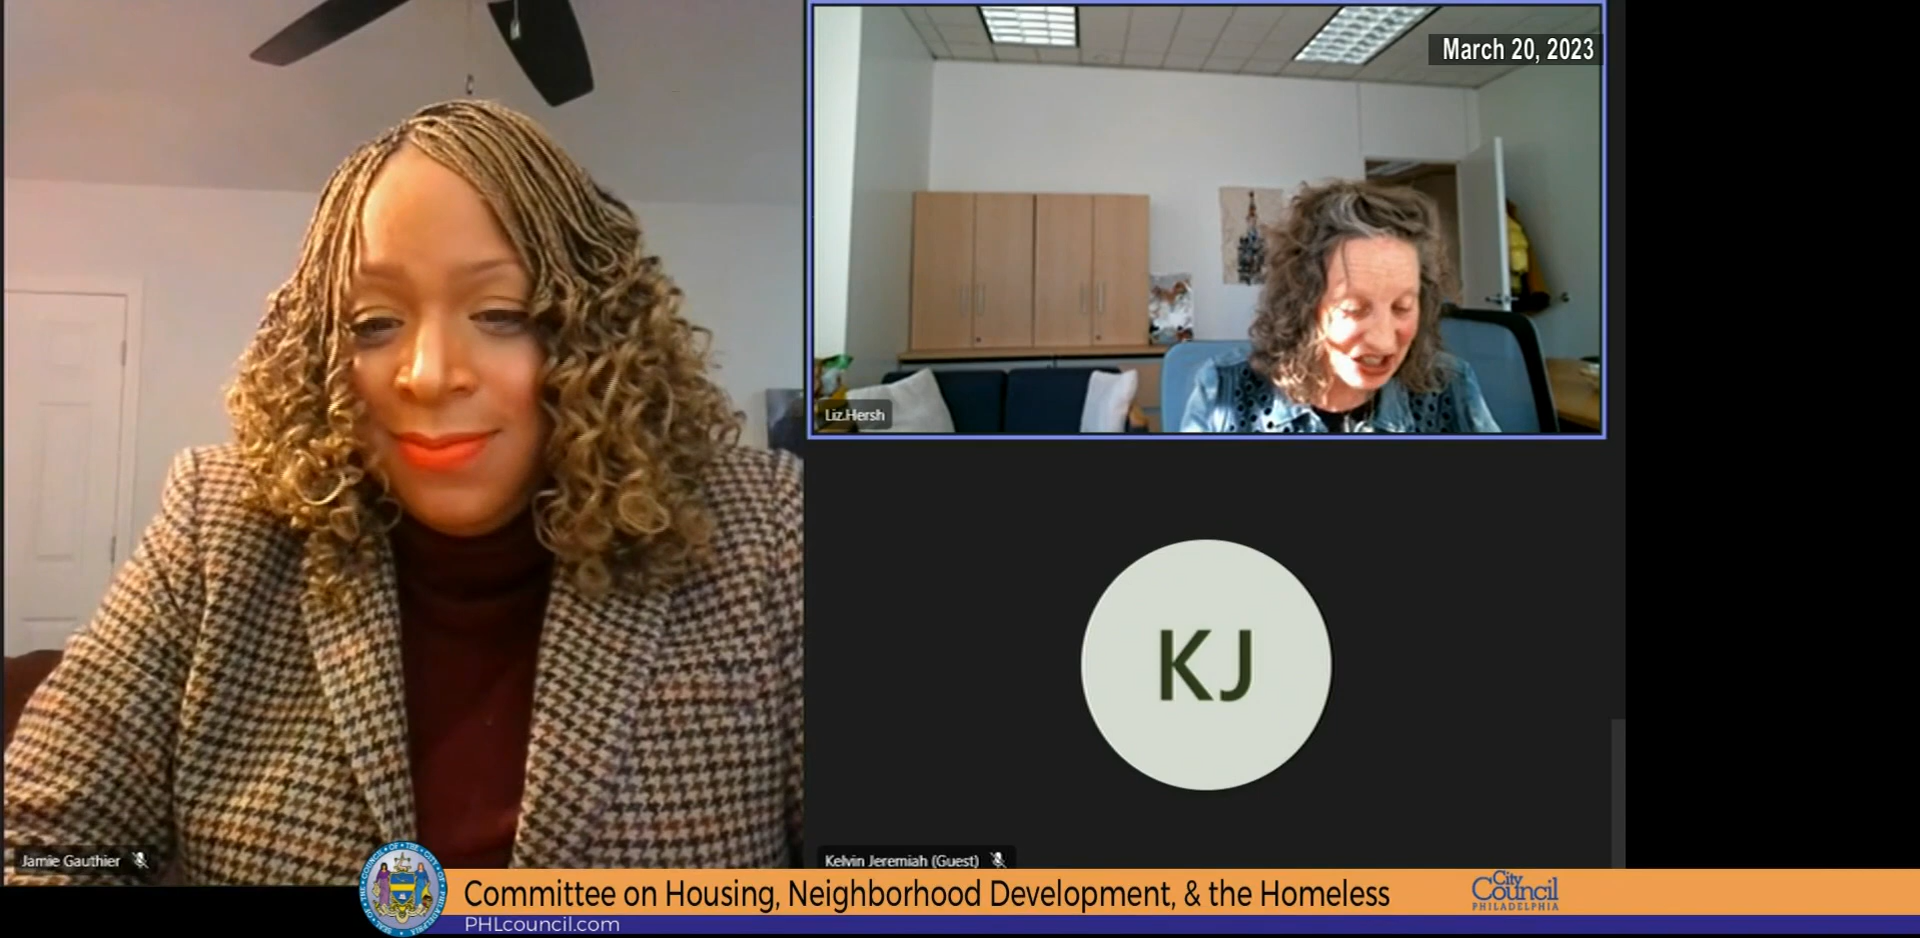 March 20, 2023
Liz.Hersh
KJ
Jamie Gauthier
Kelvin Jeremiah (Guest)
Committee on Housing, Neighborhood Development, & the Homeless
City
Council
PHILADELPHIA
PHLcouncil.com